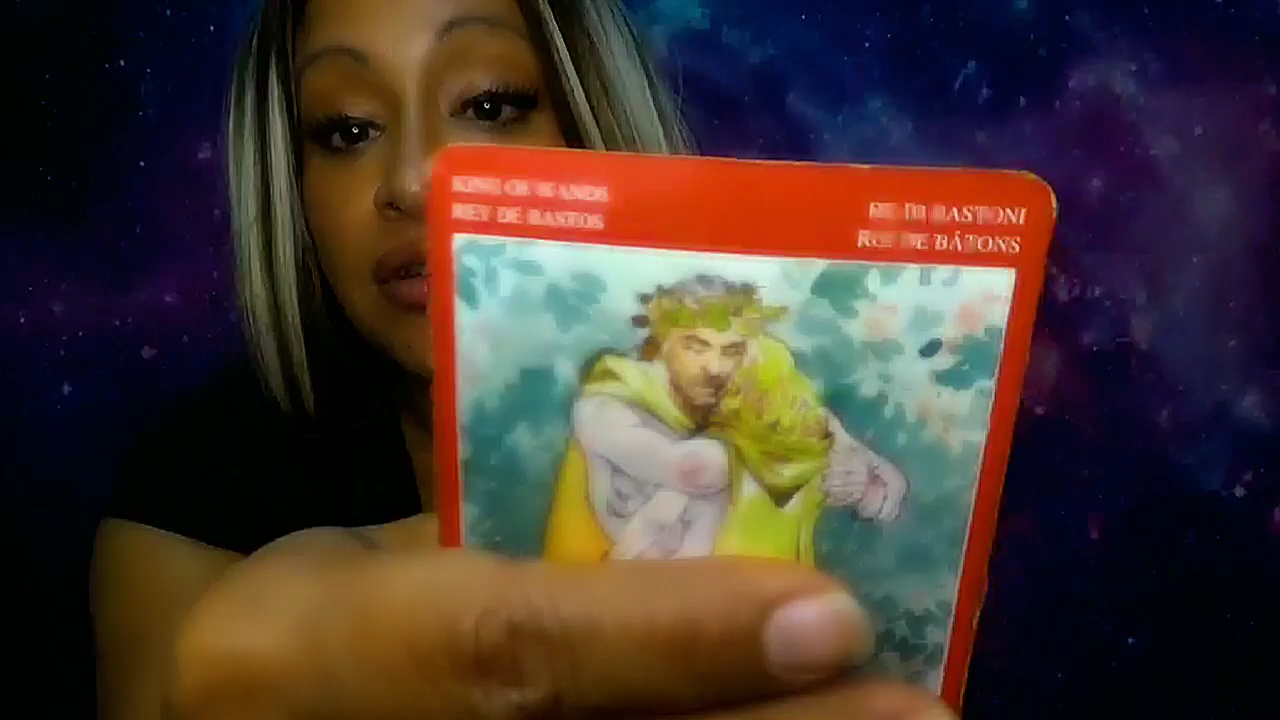 KING OF WANDS
REY DE BASTOS
RE DI BASTONI
ROI DE BÂTONS